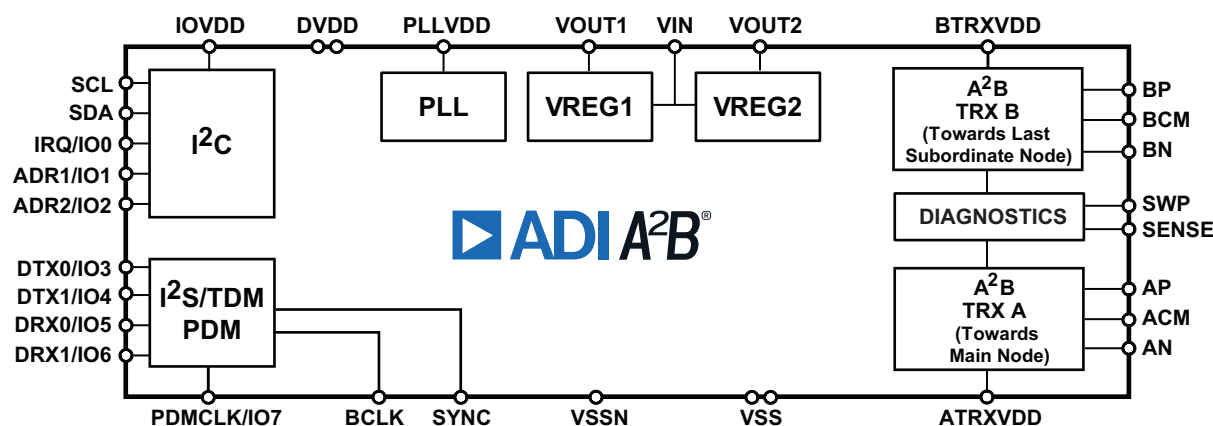 IOVDD DVDD PLLVDD VOUT1 VIN VOUT2 BTRXVDD
SCL
SDA
IRQ/IO0
ADR1/IO1
ADR2/IO2
I²C
PLL
VREG1
VREG2
A²B
TRX B
(Towards Last
Subordinate Node)
BP
BCM
BN
DIAGNOSTICS
SWP
SENSE
ADI A²B®
DTX0/IO3
DTX1/IO4
DRX0/IO5
DRX1/IO6
I²S/TDM
PDM
A²B
TRX A
(Towards
Main Node)
AP
ACM
AN
PDMCLK/IO7 BCLK SYNC VSSN VSS ATRXVDD